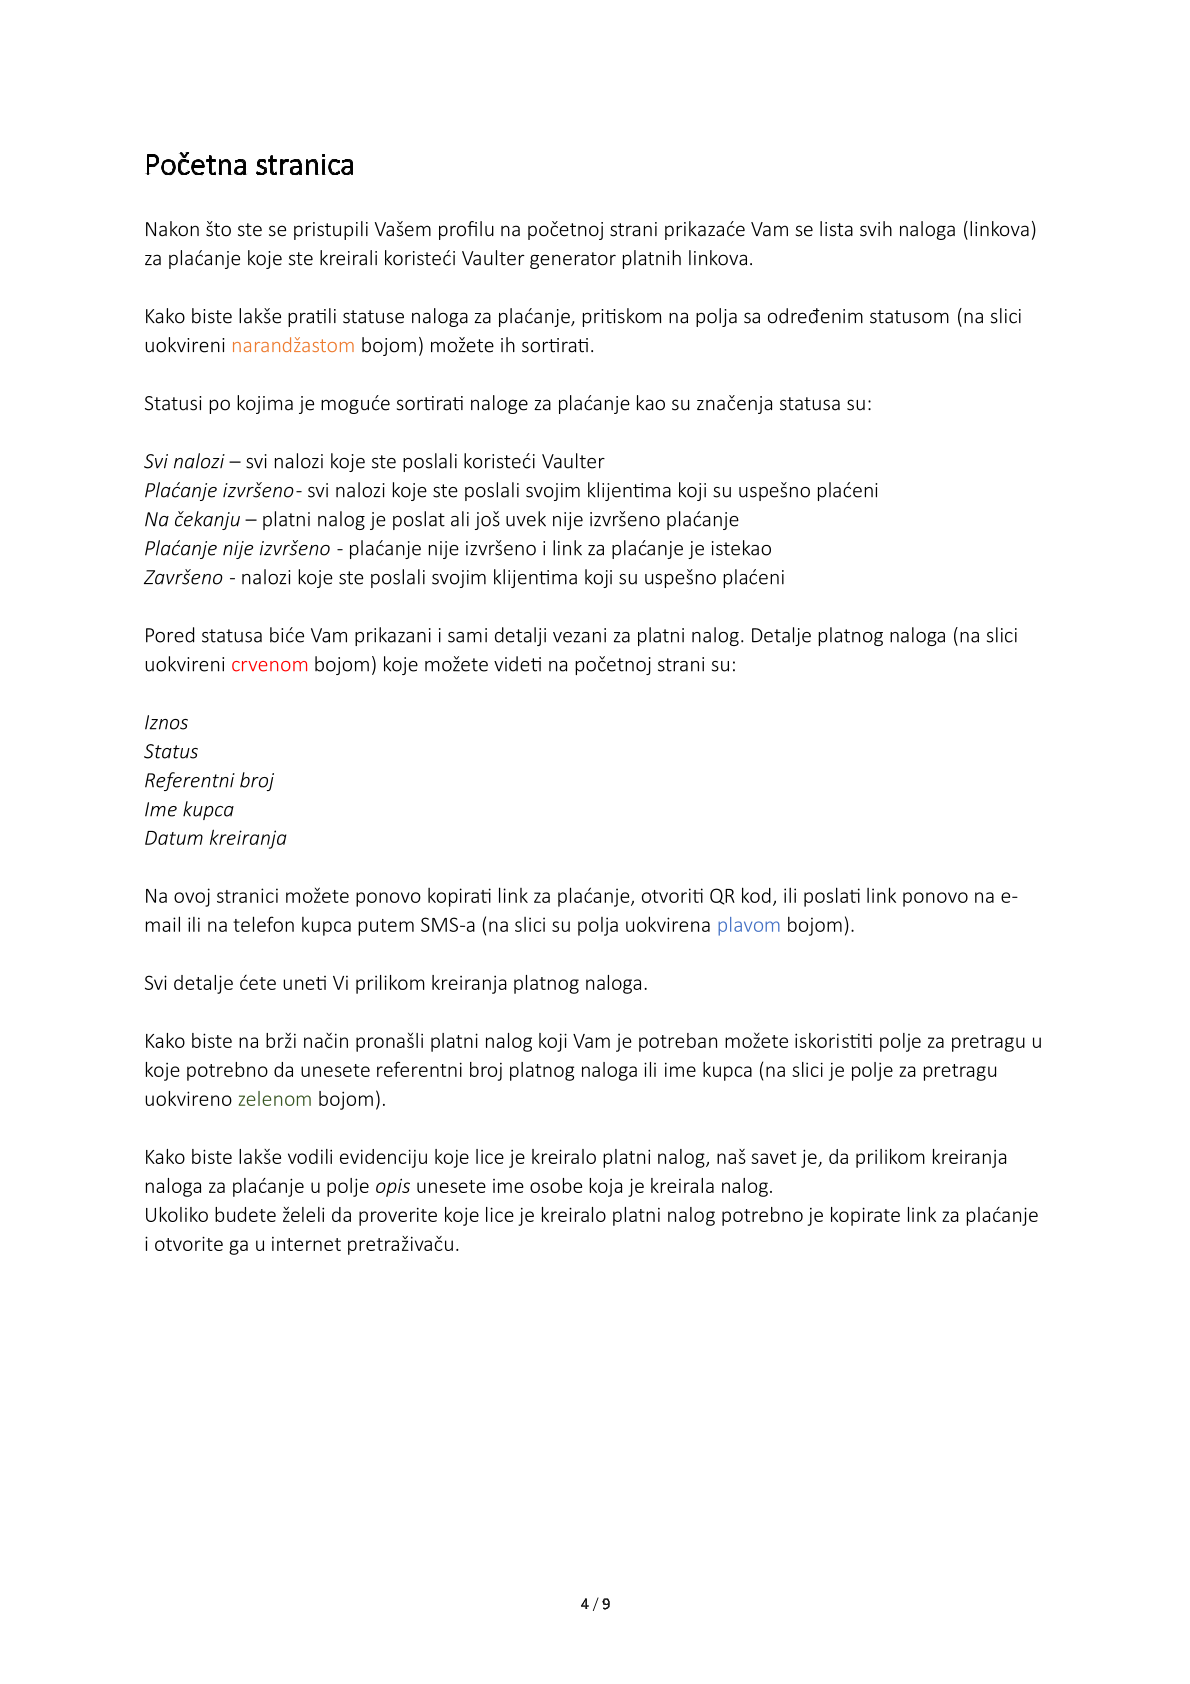 Početna stranica
Nakon što ste se pristupili Vašem profilu na početnoj strani prikazaće Vam se lista svih naloga (linkova)
za plaćanje koje ste kreirali koristeći Vaulter generator platnih linkova.
Kako biste lakše pratili statuse naloga za plaćanje, pritiskom na polja sa određenim statusom (na slici
uokvireni narandžastom bojom) možete ih sortirati.
Statusi po kojima je moguće sortirati naloge za plaćanje kao su značenja statusa su:
Svi nalozi – svi nalozi koje ste poslali koristeći Vaulter
Plaćanje izvršeno- svi nalozi koje ste poslali svojim klijentima koji su uspešno plaćeni
Na čekanju – platni nalog je poslat ali još uvek nije izvršeno plaćanje
Plaćanje nije izvršeno - plaćanje nije izvršeno i link za plaćanje je istekao
Završeno - nalozi koje ste poslali svojim klijentima koji su uspešno plaćeni
Pored statusa biće Vam prikazani i sami detalji vezani za platni nalog. Detalje platnog naloga (na slici
uokvireni crvenom bojom) koje možete videti na početnoj strani su:
Iznos
Status
Referentni broj
Ime kupca
Datum kreiranja
Na ovoj stranici možete ponovo kopirati link za plaćanje, otvoriti QR kod, ili poslati link ponovo na e-
mail ili na telefon kupca putem SMS-a (na slici su polja uokvirena plavom bojom).
Svi detalje ćete uneti Vi prilikom kreiranja platnog naloga.
Kako biste na brži način pronašli platni nalog koji Vam je potreban možete iskoristiti polje za pretragu u
koje potrebno da unesete referentni broj platnog naloga ili ime kupca (na slici je polje za pretragu
uokvireno zelenom bojom).
Kako biste lakše vodili evidenciju koje lice je kreiralo platni nalog, naš savet je, da prilikom kreiranja
naloga za plaćanje u polje opis unesete ime osobe koja je kreirala nalog.
Ukoliko budete želeli da proverite koje lice je kreiralo platni nalog potrebno je kopirate link za plaćanje
i otvorite ga u internet pretraživaču.
4 / 9